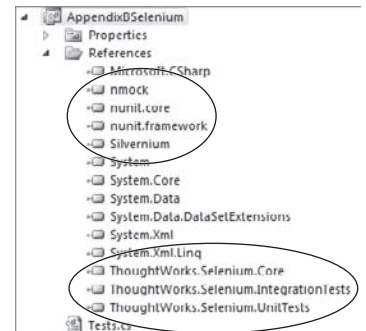 AppendixBSelenium
Properties
References
Microsoft.CSharp
nmock
nunit.core
nunit.framework
Silvernium
System
System.Core
System.Data
System.Data.DataSetExtensions
System.Xml
System.Xml.Linq
ThoughtWorks.Selenium.Core
ThoughtWorks.Selenium.IntegrationTests
ThoughtWorks.Selenium.UnitTests
Tests.cs